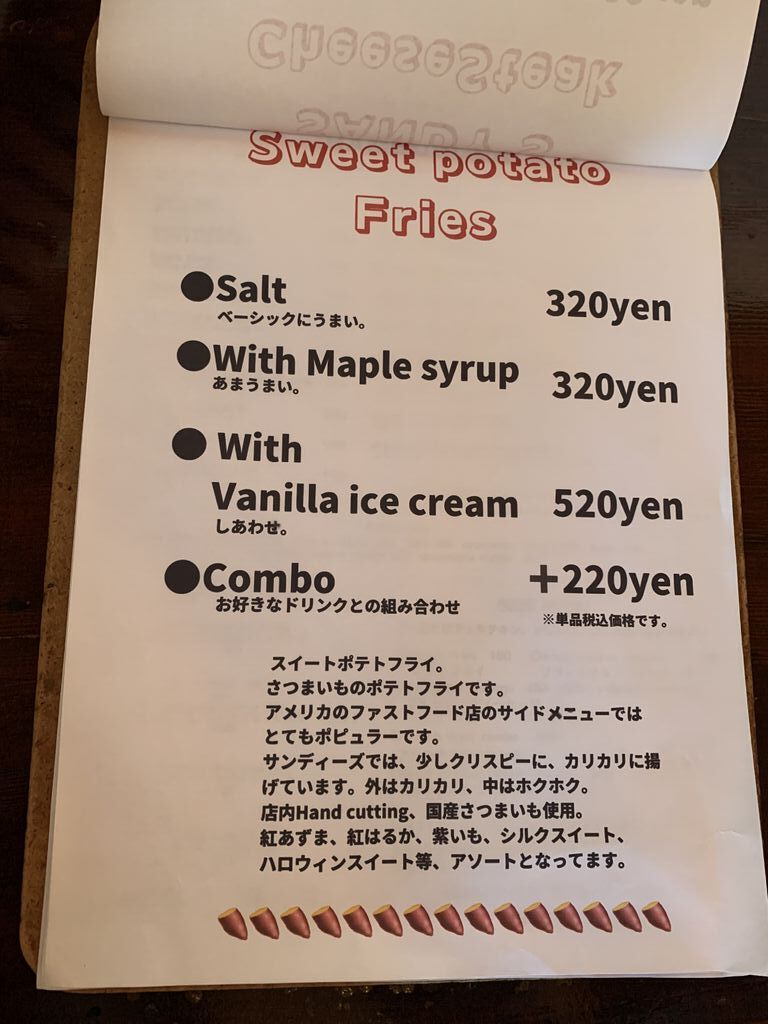 CheeseSteak
SANDY'S
Sweet potato
Fries
●Salt 320yen
ベーシックにうまい。
●With Maple syrup 320yen
あまうまい。
● With
Vanilla ice cream 520yen
しあわせ。
●Combo +220yen
お好きなドリンクとの組み合わせ
※単品税込価格です。
スイートポテトフライ。
さつまいものポテトフライです。
アメリカのファストフード店のサイドメニューでは
とてもポピュラーです。
サンディーズでは、少しクリスピーに、カリカリに揚
げています。外はカリカリ、中はホクホク。
店内Hand cutting、国産さつまいも使用。
紅あずま、紅はるか、紫いも、シルクスイート、
ハロウィンスイート等、アソートとなってます。